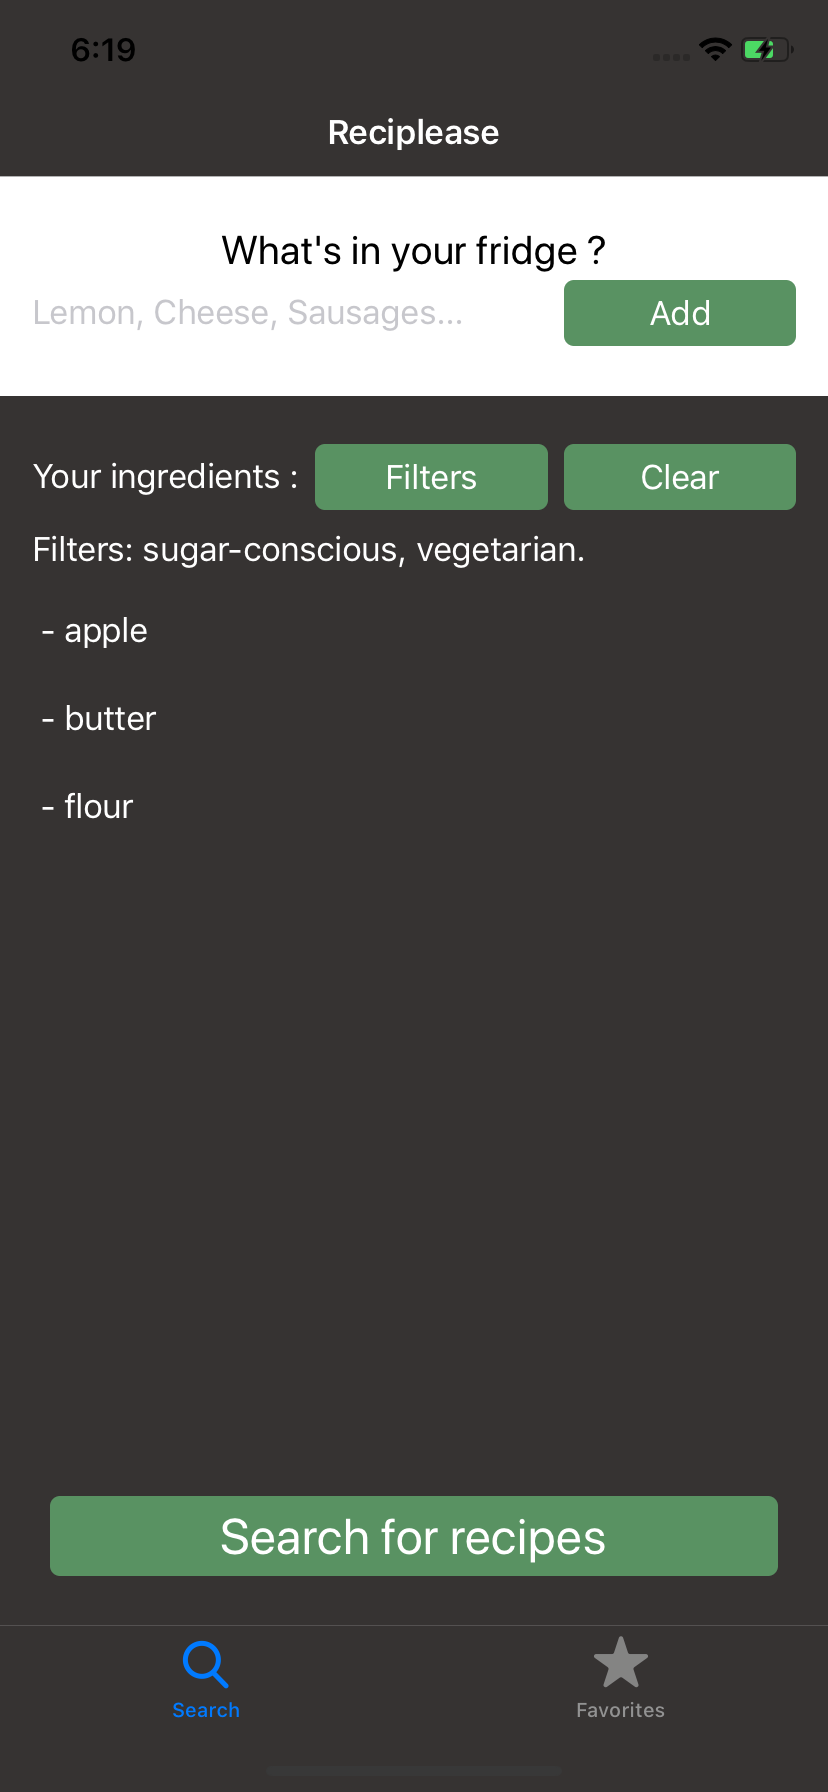 6:19
Reciplease
What's in your fridge ?
Lemon, Cheese, Sausages...
Add
Your ingredients :
Filters
Clear
Filters: sugar-conscious, vegetarian.
- apple
- butter
- flour
Search for recipes
Search
Favorites